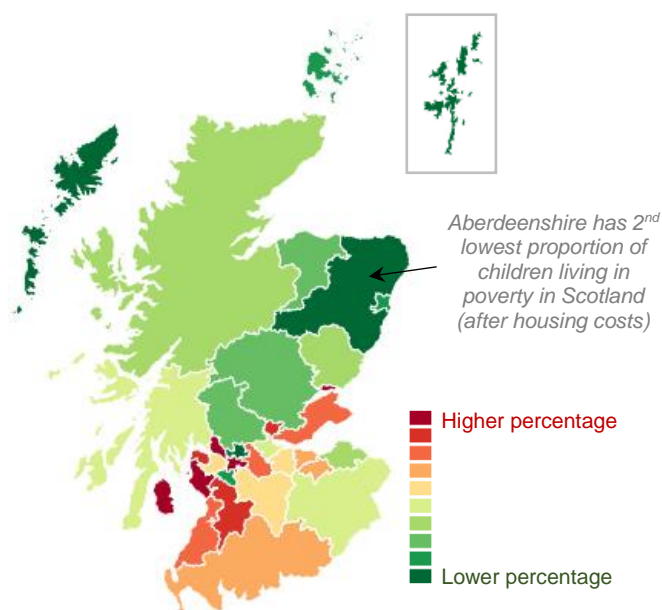 Aberdeenshire has 2nd
lowest proportion of
children living in
poverty in Scotland
(after housing costs)
Higher percentage
Lower percentage